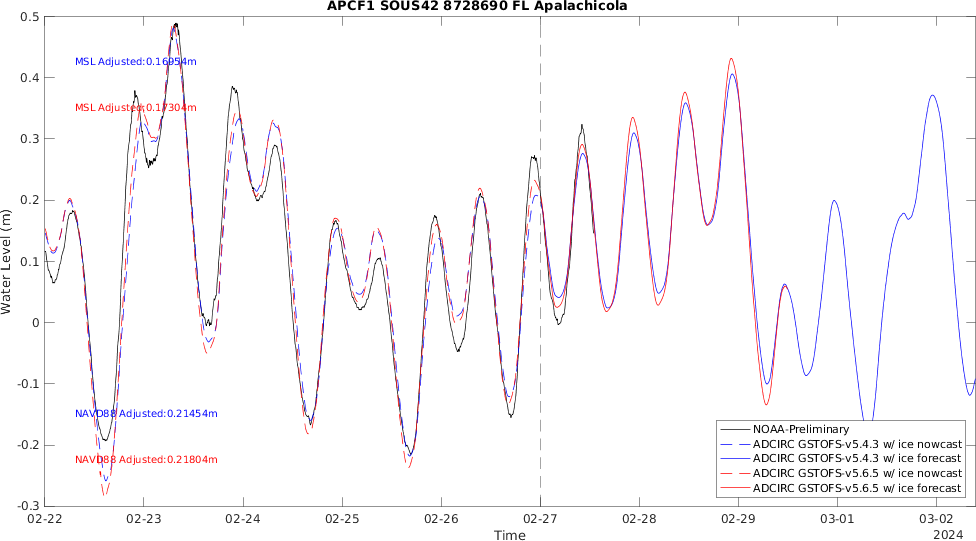 APCF1 SOUS42 8728690 FL Apalachicola
0.5
0.4
0.3
0.2
0.1
0
-0.1
-0.2
-0.3
Water Level (m)
MSL Adjusted:0.16954m
MSL Adjusted:0.17304m
NAVD88 Adjusted:0.21454m
NAVD88 Adjusted:0.21804m
NOAA-Preliminary
ADCIRC GSTOFS-v5.4.3 w/ ice nowcast
ADCIRC GSTOFS-v5.4.3 w/ ice forecast
ADCIRC GSTOFS-v5.6.5 w/ ice nowcast
ADCIRC GSTOFS-v5.6.5 w/ ice forecast
02-22 02-23 02-24 02-25 02-26 02-27 02-28 02-29 03-01 03-02
2024
Time